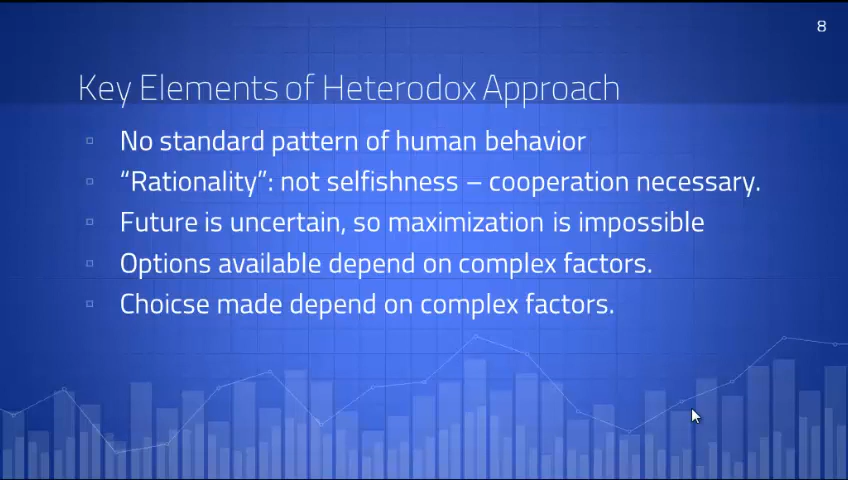 8
Key Elements of Heterodox Approach
No standard pattern of human behavior
“Rationality”: not selfishness – cooperation necessary.
Future is uncertain, so maximization is impossible
Options available depend on complex factors.
Choicse made depend on complex factors.